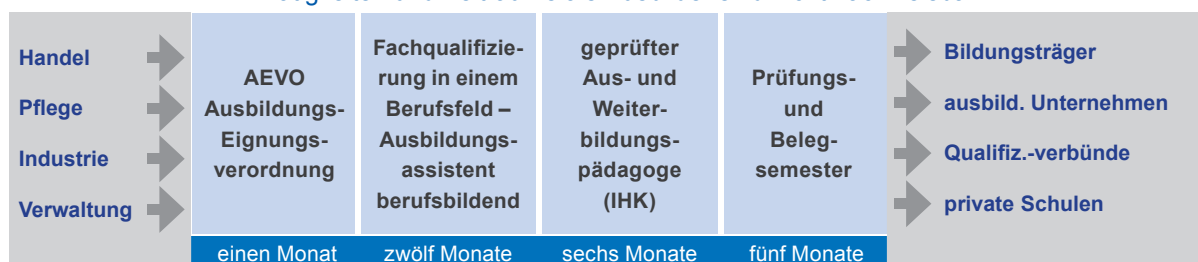 Handel
Pflege
Industrie
Verwaltung
AEVO
Ausbildungs-
Eignungs-
verordnung
einen Monat
Fachqualifizie-
rung in einem
Berufsfeld –
Ausbildungs-
assistent
berufsbildend
zwölf Monate
geprüfter
Aus- und
Weiter-
bildungs-
pädagoge
(IHK)
sechs Monate
Prüfungs-
und
Beleg-
semester
fünf Monate
Bildungsträger
ausbild. Unternehmen
Qualifiz.-verbünde
private Schulen